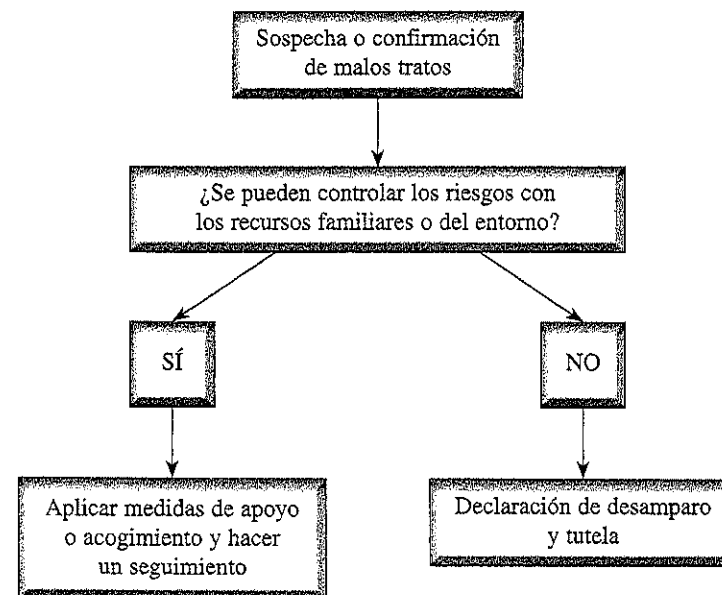 Sospecha o confirmación
de malos tratos
¿Se pueden controlar los riesgos con
los recursos familiares o del entorno?
SÍ
NO
Aplicar medidas de apoyo
o acogimiento y hacer
un seguimiento
Declaración de desamparo
y tutela